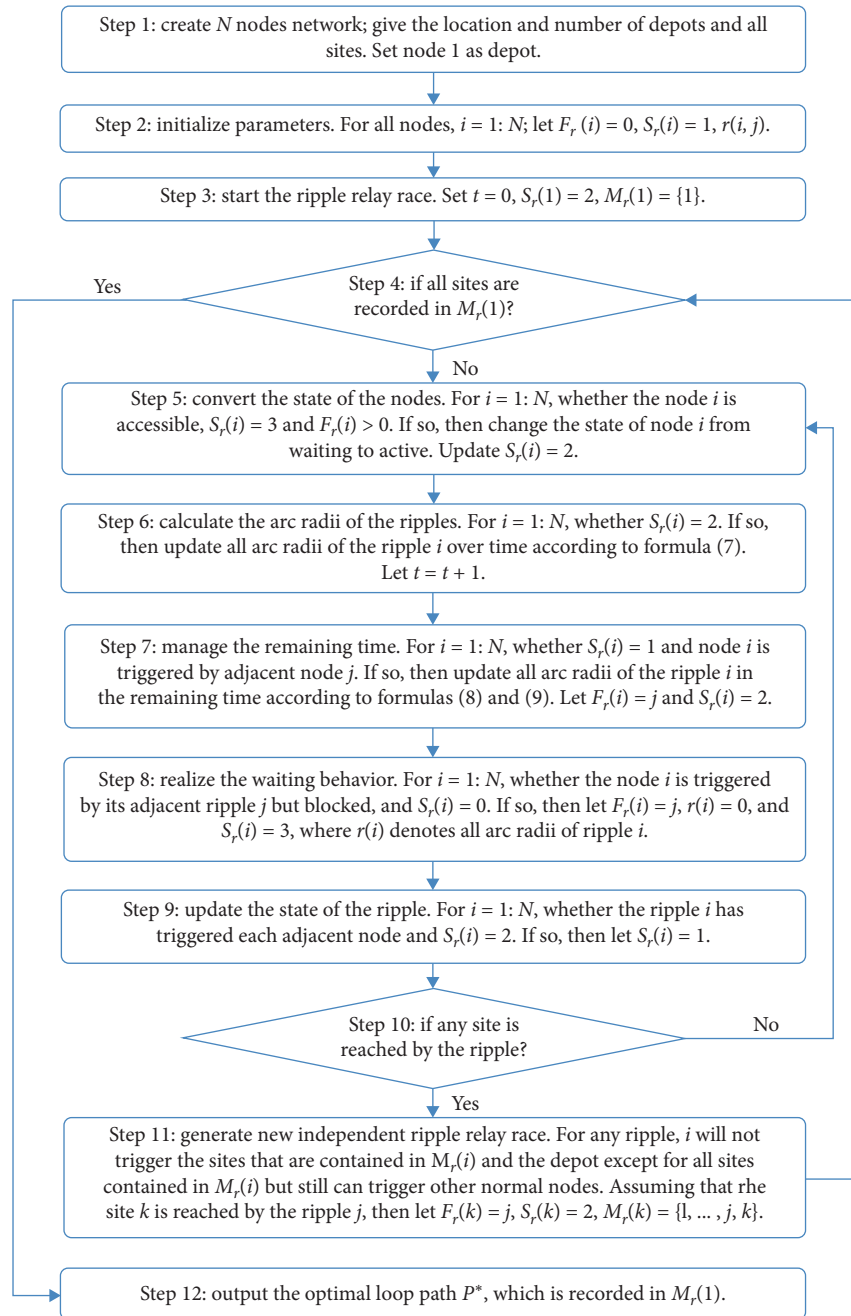 Step 1: create N nodes network; give the location and number of depots and all
sites. Set node 1 as depot.
Step 2: initialize parameters. For all nodes, i = 1: N; let Fr (i) = 0, Sr(i) = 1, r(i, j).
Step 3: start the ripple relay race. Set t = 0, Sr(1) = 2, Mr(1) = {1}.
Yes
Step 4: if all sites are
recorded in Mr(1)?
No
Step 5: convert the state of the nodes. For i = 1: N, whether the node i is
accessible, Sr(i) = 3 and Fr(i) > 0. If so, then change the state of node i from
waiting to active. Update Sr(i) = 2.
Step 6: calculate the arc radii of the ripples. For i = 1: N, whether Sr(i) = 2. If so,
then update all arc radii of the ripple i over time according to formula (7).
Let t = t + 1.
Step 7: manage the remaining time. For i = 1: N, whether Sr(i) = 1 and node i is
triggered by adjacent node j. If so, then update all arc radii of the ripple i in
the remaining time according to formulas (8) and (9). Let Fr(i) = j and Sr(i) = 2.
Step 8: realize the waiting behavior. For i = 1: N, whether the node i is triggered
by its adjacent ripple j but blocked, and Sr(i) = 0. If so, then let Fr(i) = j, r(i) = 0, and
Sr(i) = 3, where r(i) denotes all arc radii of ripple i.
Step 9: update the state of the ripple. For i = 1: N, whether the ripple i has
triggered each adjacent node and Sr(i) = 2. If so, then let Sr(i) = 1.
Step 10: if any site is
reached by the ripple?
No
Yes
Step 11: generate new independent ripple relay race. For any ripple, i will not
trigger the sites that are contained in Mr(i) and the depot except for all sites
contained in Mr(i) but still can trigger other normal nodes. Assuming that rhe
site k is reached by the ripple j, then let Fr(k) = j, Sr(k) = 2, Mr(k) = {l, ... , j, k}.
Step 12: output the optimal loop path P*, which is recorded in Mr(1).